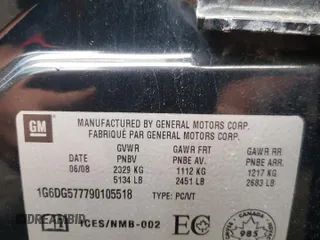 GM
MANUFACTURED BY GENERAL MOTORS CORP.
FABRIQUÉ PAR GENERAL MOTORS CORP.
GVWR GAWR FRT GAWR RR
DATE PNBV PNBE AV. PNBE ARR.
06/08 2329 KG 1112 KG 1217 KG
5134 LB 2451 LB 2683 LB
1G6DG577790105518 TYPE: PC/VT
ICES/NMB-002 EC
CANADA
985